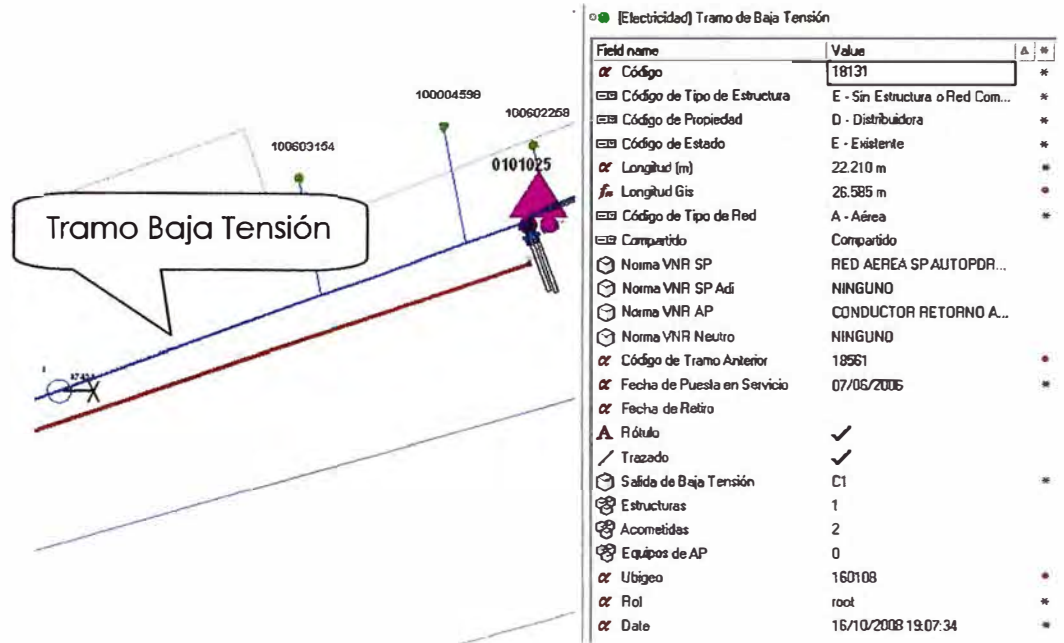 100004598
100602258
100603154
0101025
Tramo Baja Tensión
[Electricidad] Tramo de Baja Tensión
Field name Value
Código 18131
Código de Tipo de Estructura E - Sin Estructura o Red Com...
Código de Propiedad D - Distribuidora
Código de Estado E - Existente
Longitud (m) 22.210 m
Longitud Gis 26.585 m
Código de Tipo de Red A - Aérea
Compartido Compartido
Norma VNR SP RED AEREA SP AUTOPOR...
Norma VNR SP Adi NINGUNO
Norma VNR AP CONDUCTOR RETORNO A...
Norma VNR Neutro NINGUNO
Código de Tramo Anterior 18561
Fecha de Puesta en Servicio 07/06/2006
Fecha de Retiro
Rótulo
Trazado
Salida de Baja Tensión C1
Estructuras 1
Acometidas 2
Equipos de AP 0
Ubigeo 160108
Rol root
Date 16/10/2008 19:07:34